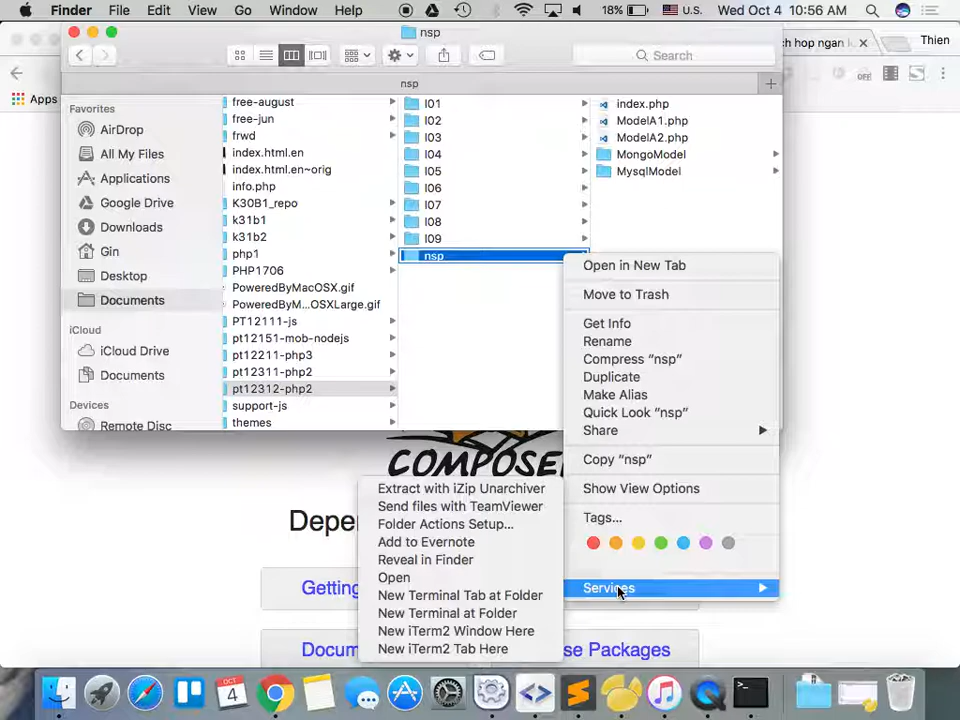 Finder File Edit View Go Window Help 18% U.S. Wed Oct 4 10:56 AM
nsp
Search
nsp
ch hop ngan l
Thien
Apps
Favorites
AirDrop
All My Files
Applications
Google Drive
Downloads
Gin
Desktop
Documents
iCloud
iCloud Drive
Documents
Devices
Remote Disc
free-august
free-jun
frwd
index.html.en
index.html.en~orig
info.php
K30B1_repo
k31b1
k31b2
php1
PHP1706
PoweredByMacOSX.gif
PoweredByM...OSXLarge.gif
PT12111-js
pt12151-mob-nodejs
pt12211-php3
pt12311-php2
pt12312-php2
support-js
themes
l01
l02
l03
l04
l05
l06
l07
l08
l09
nsp
index.php
ModelA1.php
ModelA2.php
MongoModel
MysqlModel
Open in New Tab
Move to Trash
Get Info
Rename
Compress “nsp”
Duplicate
Make Alias
Quick Look “nsp”
Share
Copy “nsp”
Show View Options
Tags...
Services
Extract with iZip Unarchiver
Send files with TeamViewer
Folder Actions Setup...
Add to Evernote
Reveal in Finder
Open
New Terminal Tab at Folder
New Terminal at Folder
New iTerm2 Window Here
New iTerm2 Tab Here
COMPOSE
Depe
Getting
Docum
se Packages
OCT
4